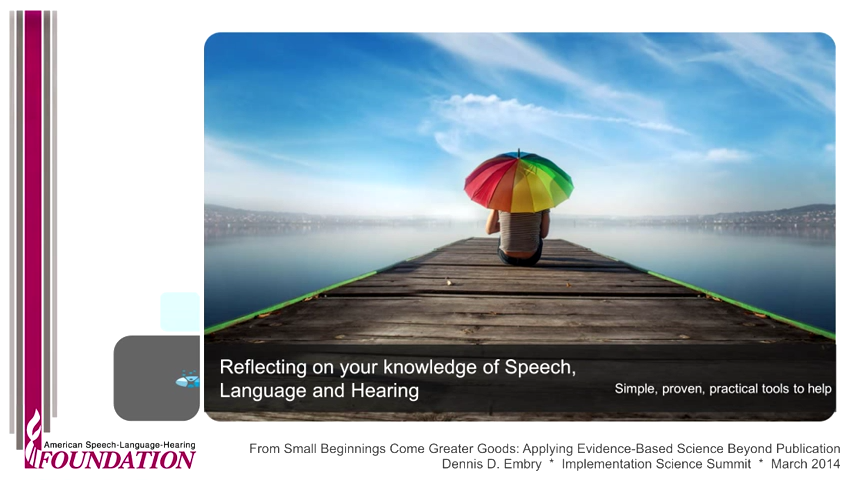 Reflecting on your knowledge of Speech,
Language and Hearing
Simple, proven, practical tools to help
American Speech-Language-Hearing
FOUNDATION
From Small Beginnings Come Greater Goods: Applying Evidence-Based Science Beyond Publication
Dennis D. Embry * Implementation Science Summit * March 2014